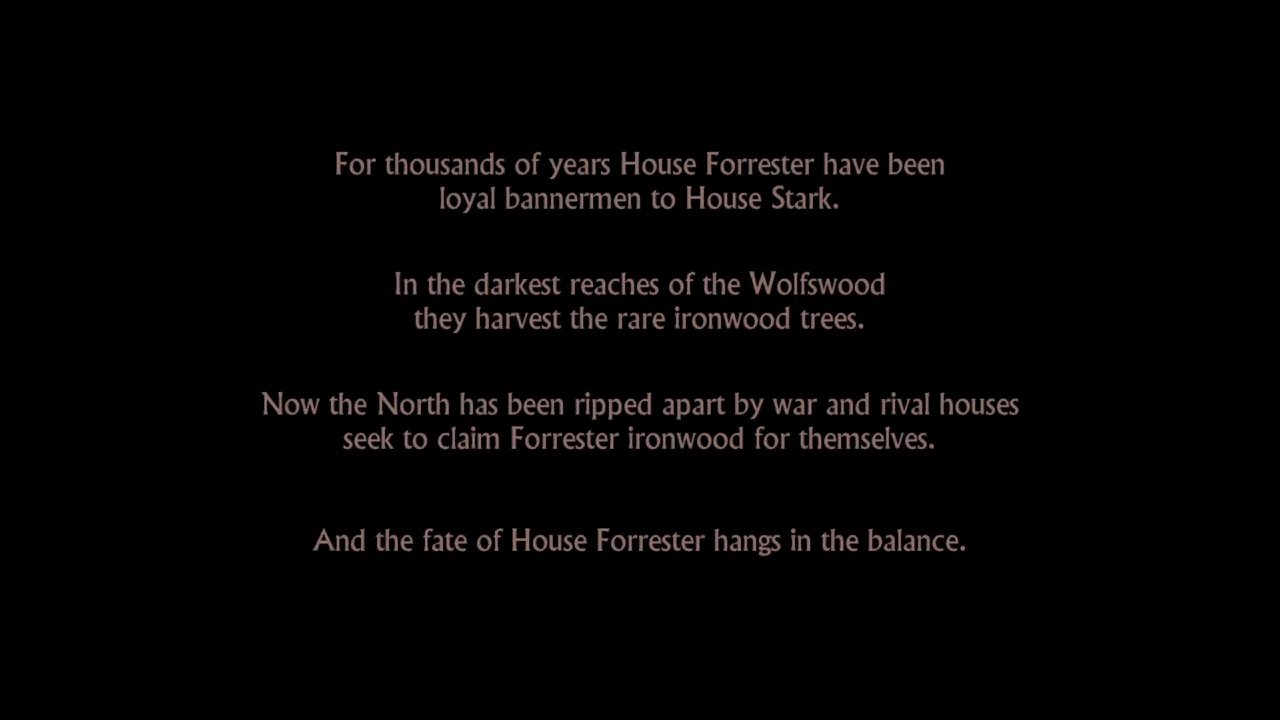 For thousands of years House Forrester have been
loyal bannermen to House Stark.
In the darkest reaches of the Wolfswood
they harvest the rare ironwood trees.
Now the North has been ripped apart by war and rival houses
seek to claim Forrester ironwood for themselves.
And the fate of House Forrester hangs in the balance.